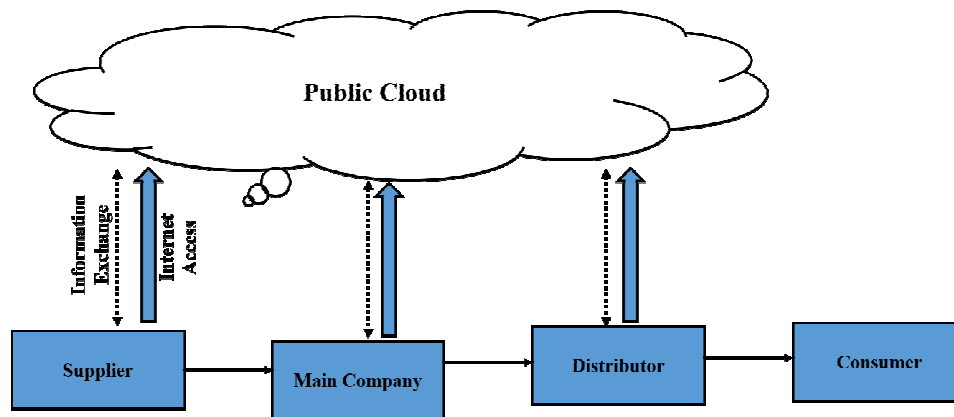 Public Cloud
Information
Exchange
Internet
Access
Supplier
Main Company
Distributor
Consumer